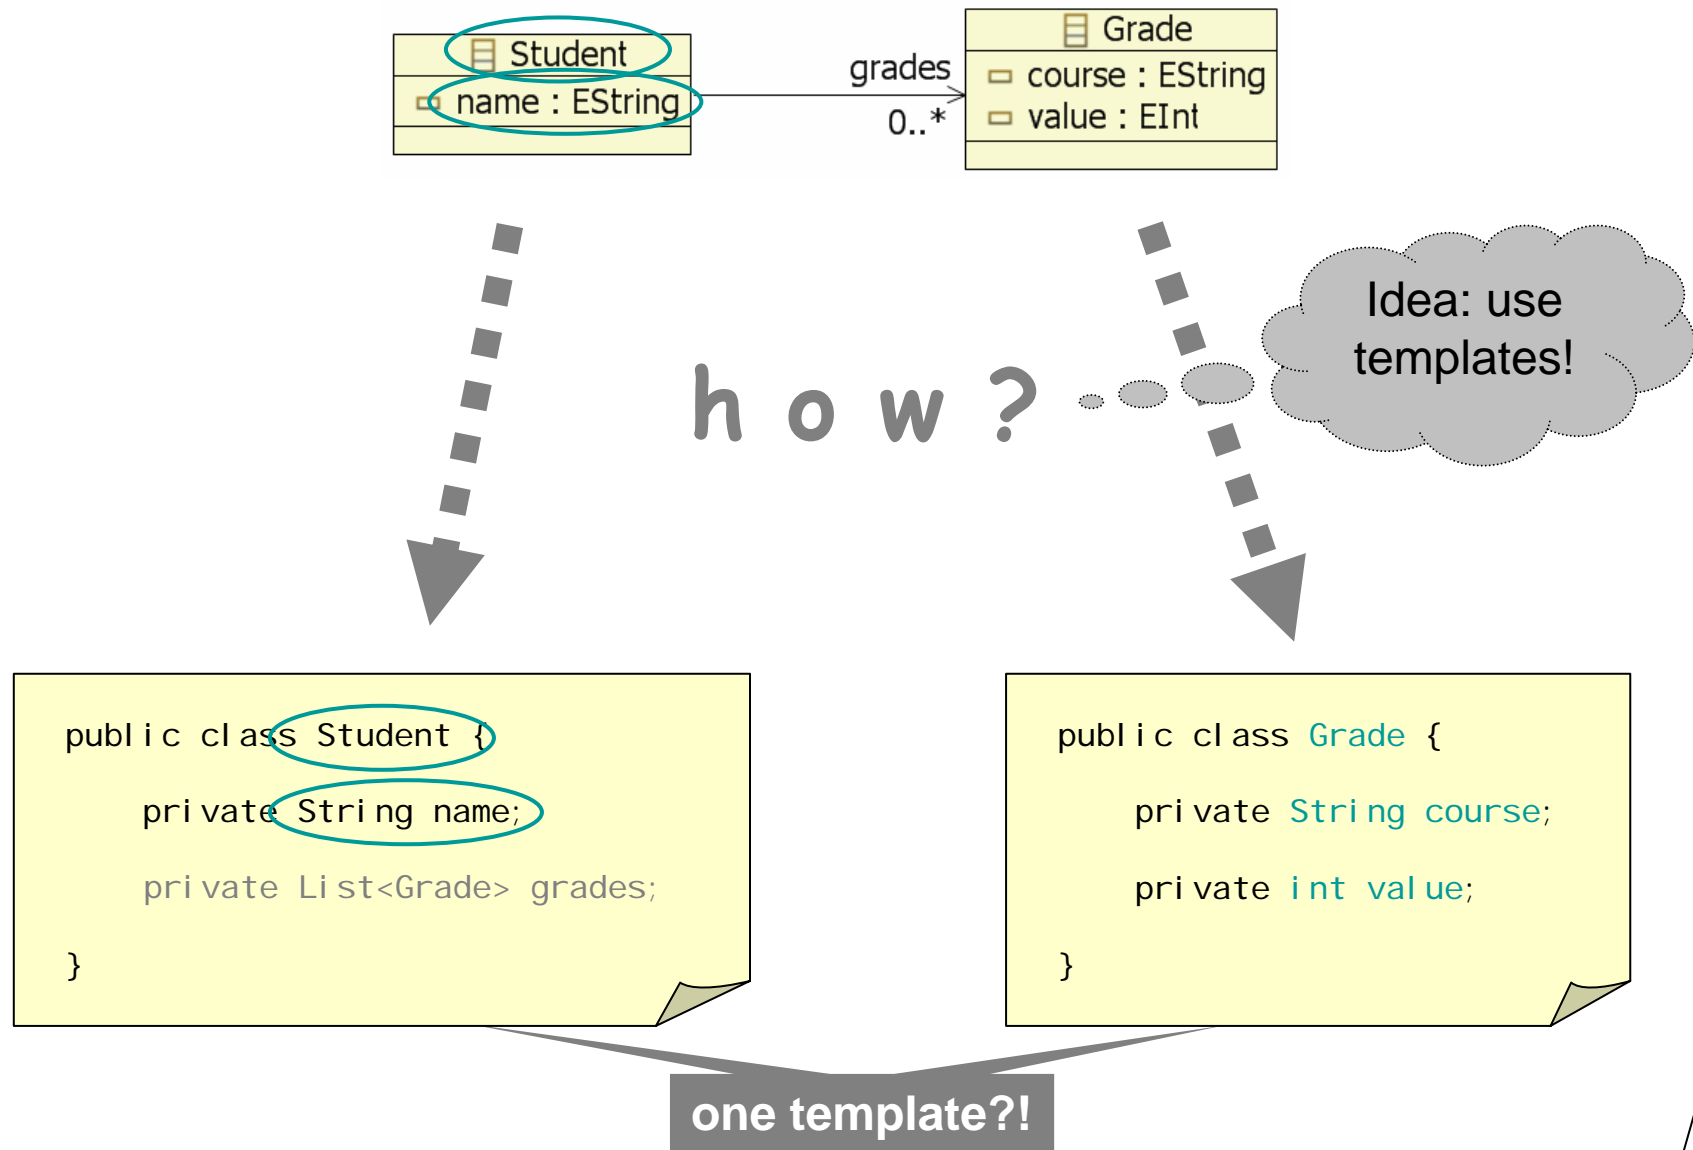 Student
name : EString
grades
0..*
Grade
course : EString
value : EInt
how?
Idea: use
templates!
public class Student {
private String name;
private List<Grade> grades;
}
public class Grade {
private String course;
private int value;
}
one template?!